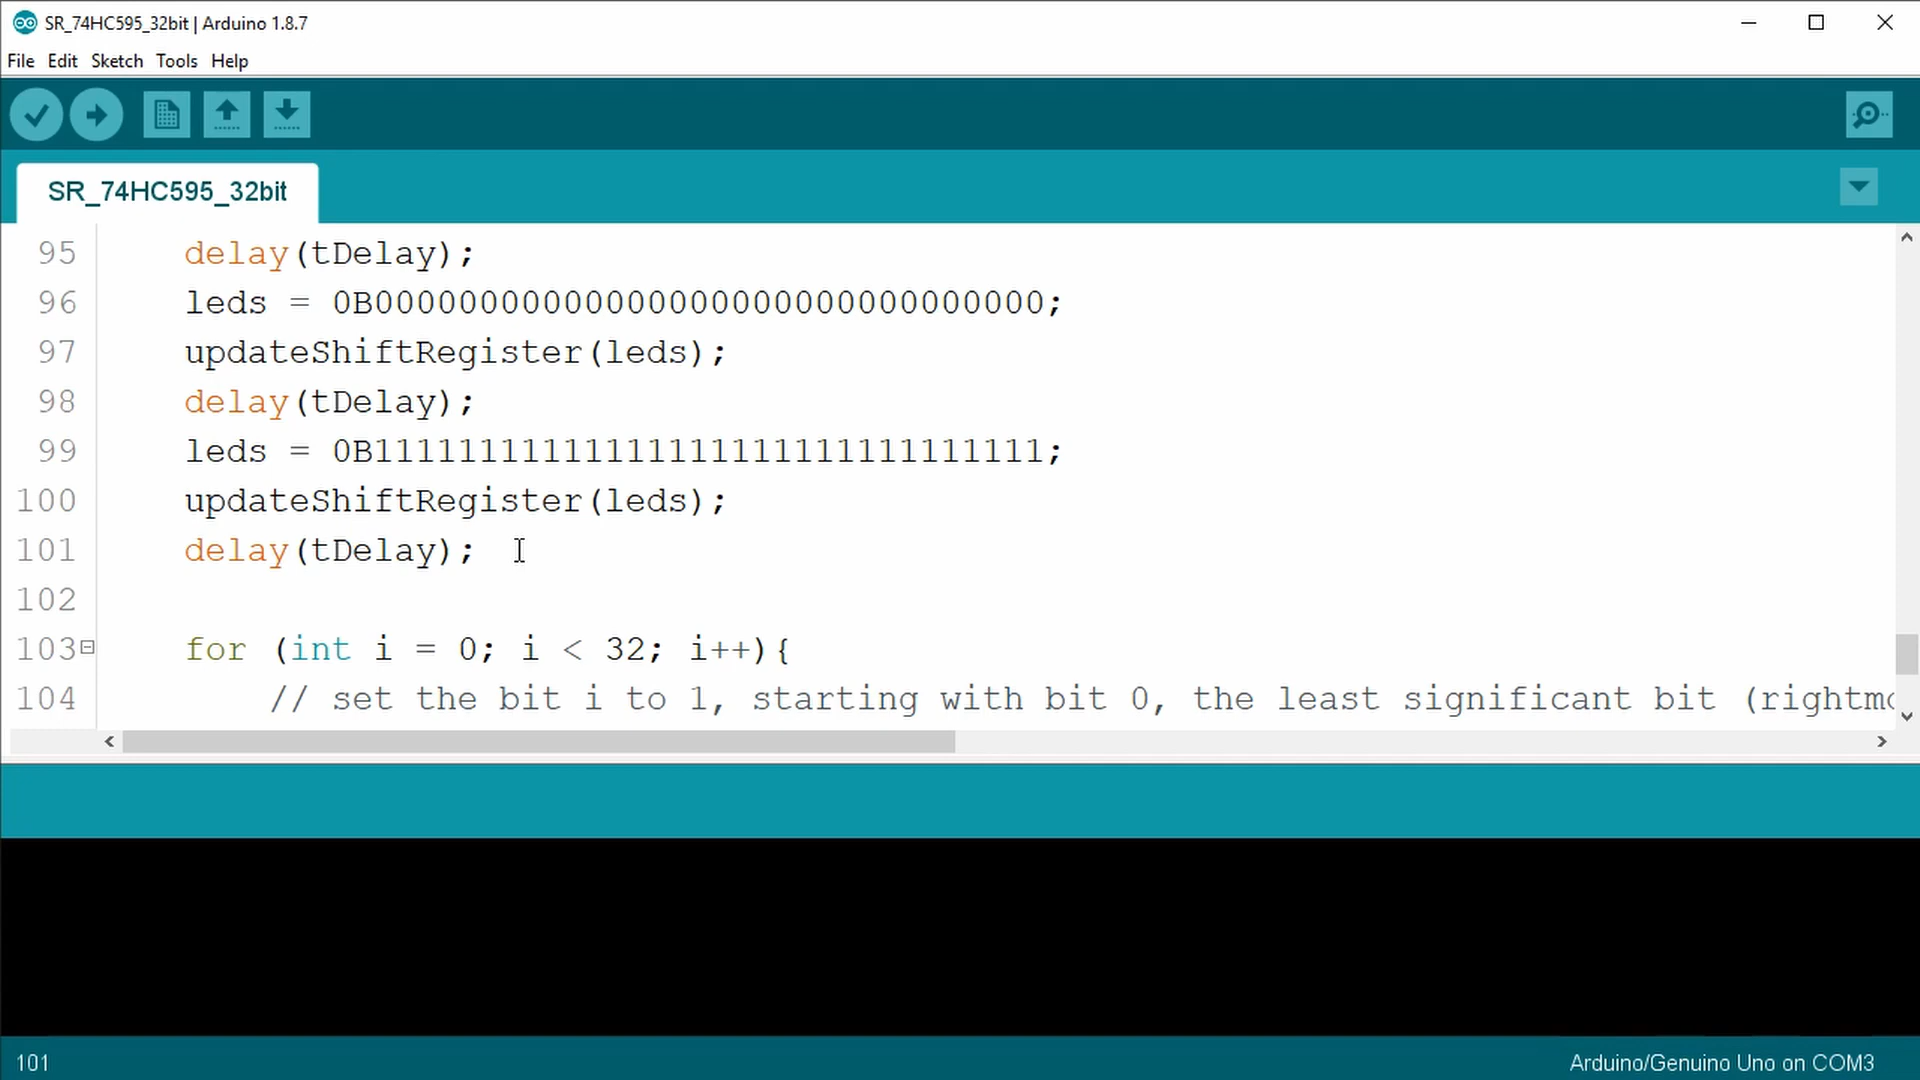 SR_74HC595_32bit | Arduino 1.8.7
File Edit Sketch Tools Help
SR_74HC595_32bit
95 delay(tDelay);
96 leds = 0B00000000000000000000000000000000;
97 updateShiftRegister(leds);
98 delay(tDelay);
99 leds = 0B11111111111111111111111111111111;
100 updateShiftRegister(leds);
101 delay(tDelay);
102
103 for (int i = 0; i < 32; i++){
104 // set the bit i to 1, starting with bit 0, the least significant bit (rightmo
101 Arduino/Genuino Uno on COM3